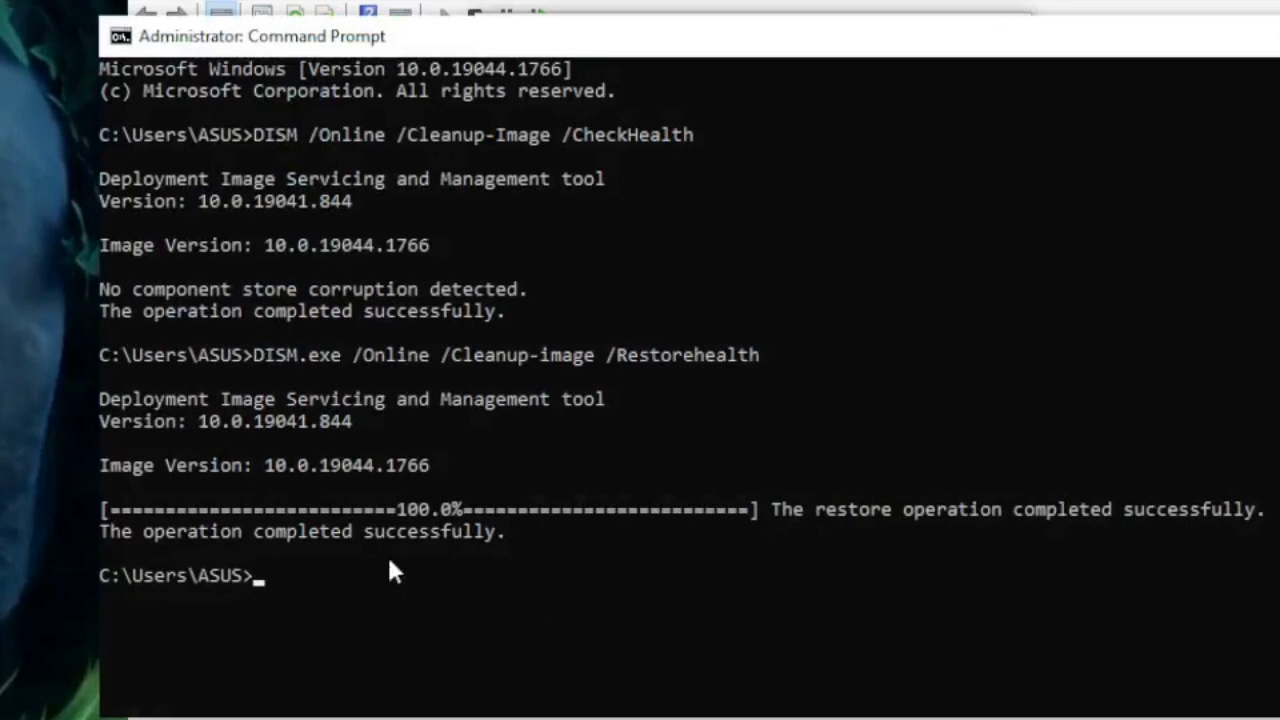 Administrator: Command Prompt
Microsoft Windows [Version 10.0.19044.1766]
(c) Microsoft Corporation. All rights reserved.
C:\Users\ASUS>DISM /Online /Cleanup-Image /CheckHealth
Deployment Image Servicing and Management tool
Version: 10.0.19041.844
Image Version: 10.0.19044.1766
No component store corruption detected.
The operation completed successfully.
C:\Users\ASUS>DISM.exe /Online /Cleanup-image /Restorehealth
Deployment Image Servicing and Management tool
Version: 10.0.19041.844
Image Version: 10.0.19044.1766
[==========================100.0%==========================] The restore operation completed successfully.
The operation completed successfully.
C:\Users\ASUS>